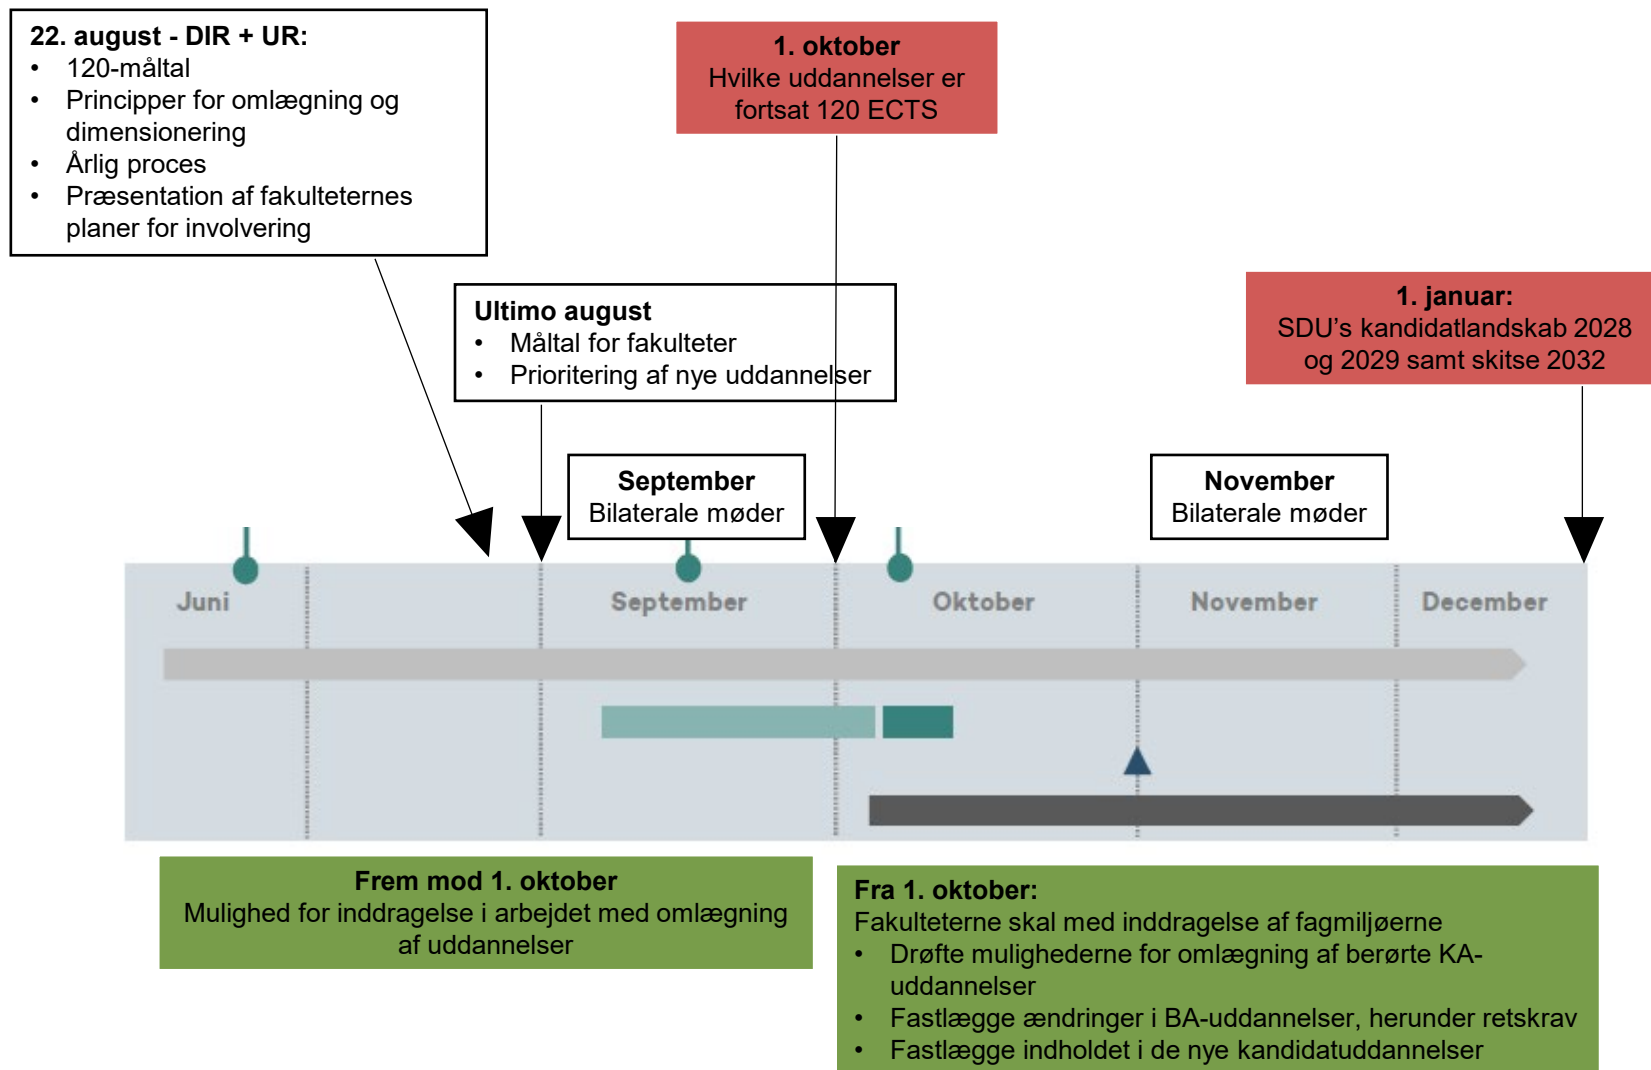 22. august - DIR + UR:
• 120-måltal
• Principper for omlægning og
dimensionering
• Årlig proces
• Præsentation af fakulteternes
planer for involvering
1. oktober
Hvilke uddannelser er
fortsat 120 ECTS
Ultimo august
• Måltal for fakulteter
• Prioritering af nye uddannelser
1. januar:
SDU's kandidatlandskab 2028
og 2029 samt skitse 2032
September
Bilaterale møder
November
Bilaterale møder
Juni
September
Oktober
November
December
Frem mod 1. oktober
Mulighed for inddragelse i arbejdet med omlægning
af uddannelser
Fra 1. oktober:
Fakulteterne skal med inddragelse af fagmiljøerne
• Drøfte mulighederne for omlægning af berørte KA-
uddannelser
• Fastlægge ændringer i BA-uddannelser, herunder retskrav
• Fastlægge indholdet i de nye kandidatuddannelser